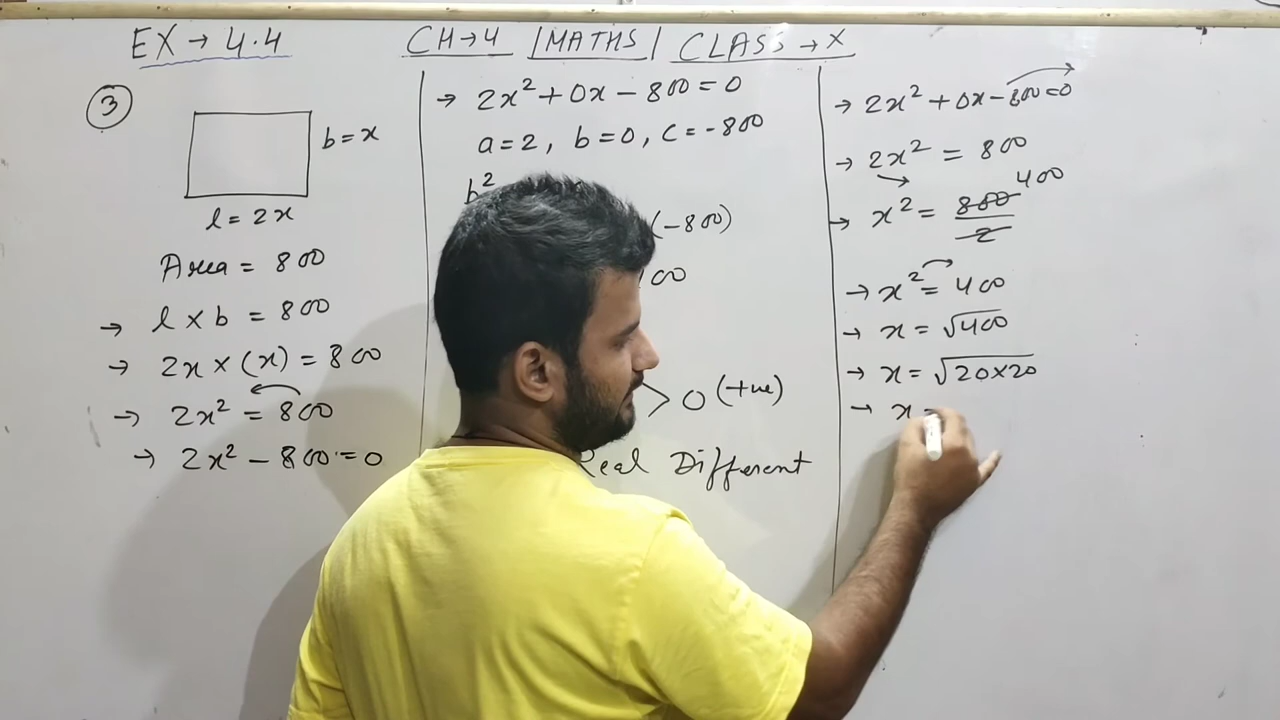 EX → 4.4
CH→4 | MATHS | CLASS → X
3
b = x
l = 2x
Area = 800
→ l x b = 800
→ 2x x (x) = 800
→ 2x² = 800
→ 2x² - 800 = 0
→ 2x² + 0x - 800 = 0
a = 2, b = 0, c = -800
b²
(-800)
00
> 0 (+ve)
Real Different
→ 2x² + 0x - 800 = 0
→ 2x² = 800
→ x² = 800/2 400
→ x² = 400
→ x = √400
→ x = √20x20
→ x =